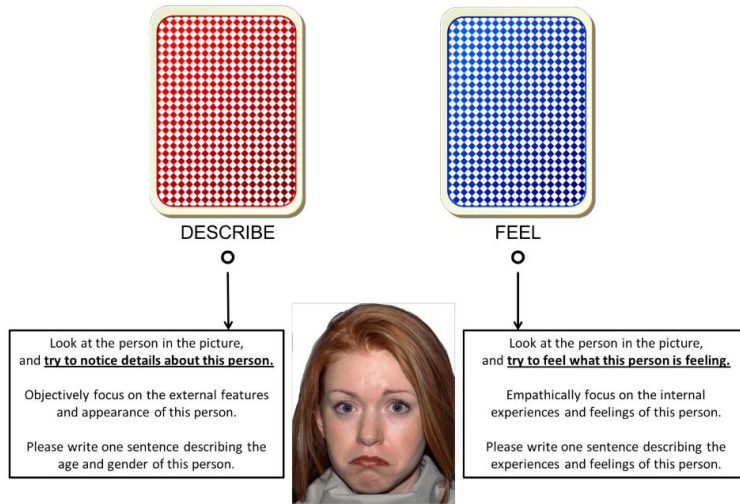 DESCRIBE
FEEL
Look at the person in the picture,
and try to notice details about this person.
Objectively focus on the external features
and appearance of this person.
Please write one sentence describing the
age and gender of this person.
Look at the person in the picture,
and try to feel what this person is feeling.
Empathically focus on the internal
experiences and feelings of this person.
Please write one sentence describing the
experiences and feelings of this person.